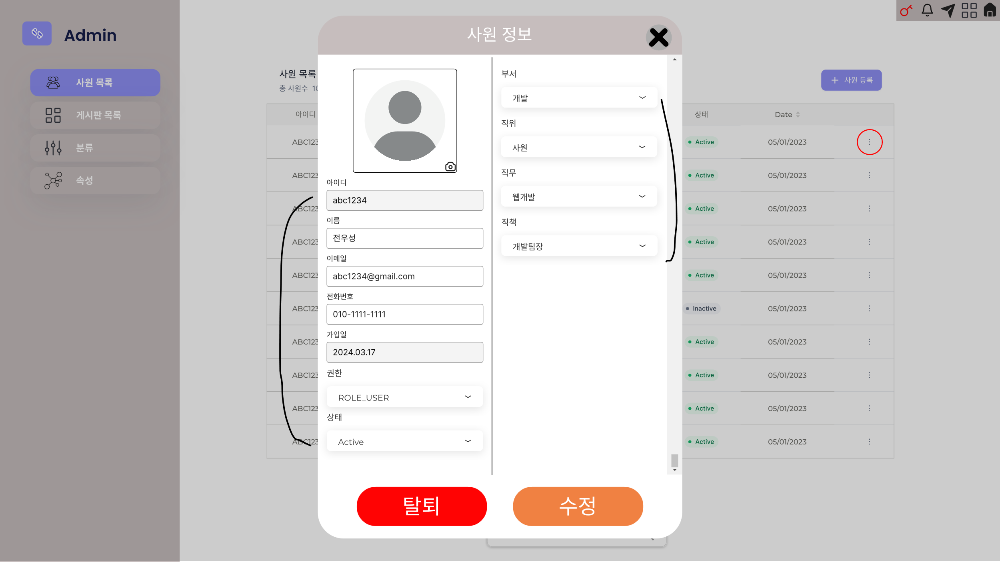 Admin
사원 목록
게시판 목록
분류
속성
사원 목록
총 사원수 10
사원 등록
아이디
상태
Date
ABC123
Active
05/01/2023
ABC123
Active
05/01/2023
ABC123
Active
05/01/2023
ABC123
Active
05/01/2023
ABC123
Active
05/01/2023
ABC123
Inactive
05/01/2023
ABC123
Active
05/01/2023
ABC123
Active
05/01/2023
ABC123
Active
05/01/2023
ABC123
Active
05/01/2023
사원 정보
아이디
abc1234
이름
전우성
이메일
abc1234@gmail.com
전화번호
010-1111-1111
가입일
2024.03.17
권한
ROLE_USER
상태
Active
부서
개발
직위
사원
직무
웹개발
직책
개발팀장
탈퇴
수정